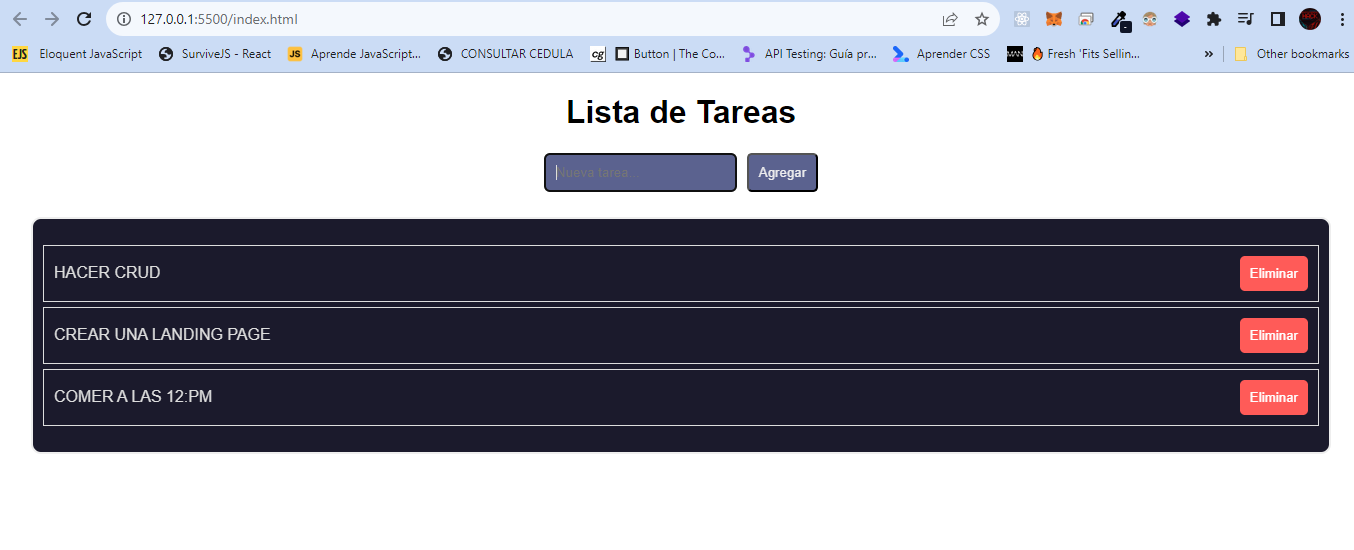 127.0.0.1:5500/index.html
EJS Eloquent JavaScript SurviveJS - React JS Aprende JavaScript... CONSULTAR CEDULA cg Button | The Co... API Testing: Guía pr... Aprender CSS Fresh 'Fits Sellin... » Other bookmarks
Lista de Tareas
Nueva tarea... Agregar
HACER CRUD Eliminar
CREAR UNA LANDING PAGE Eliminar
COMER A LAS 12:PM Eliminar